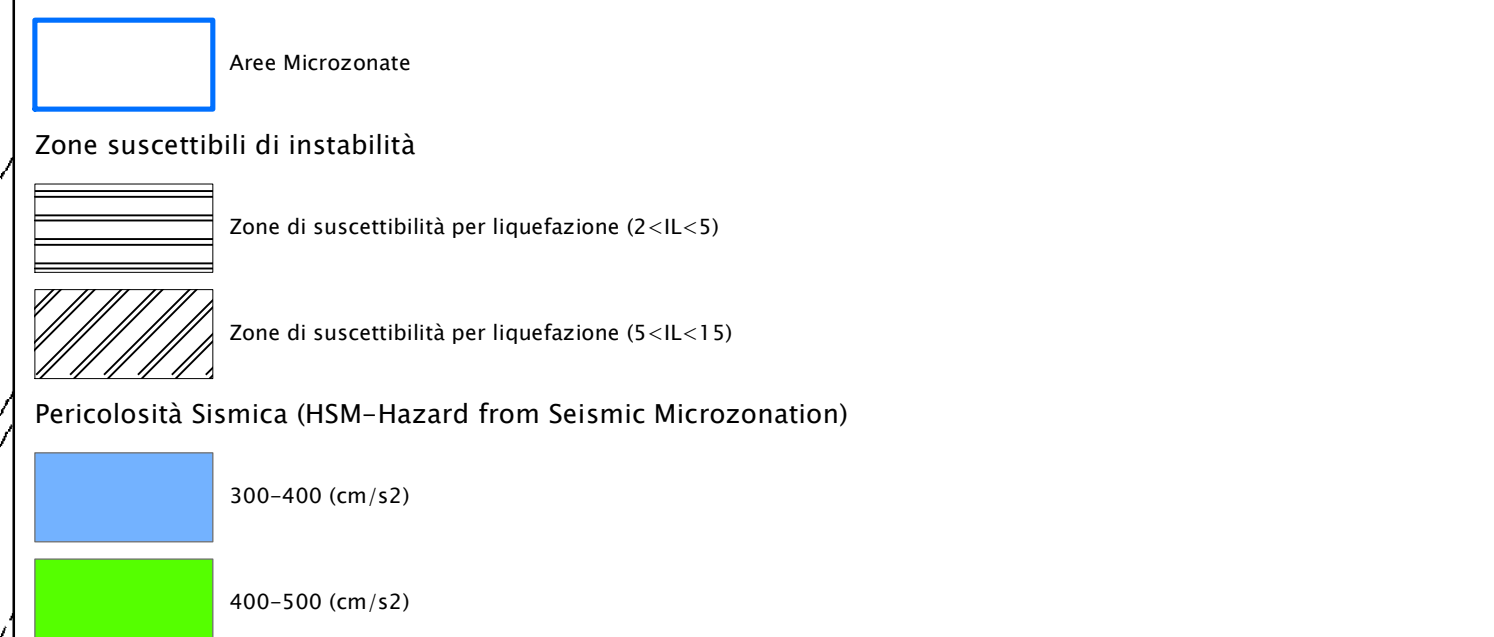 Aree Microzonate
Zone suscettibili di instabilità
Zone di suscettibilità per liquefazione (2<IL<5)
Zone di suscettibilità per liquefazione (5<IL<15)
Pericolosità Sismica (HSM-Hazard from Seismic Microzonation)
300-400 (cm/s2)
400-500 (cm/s2)